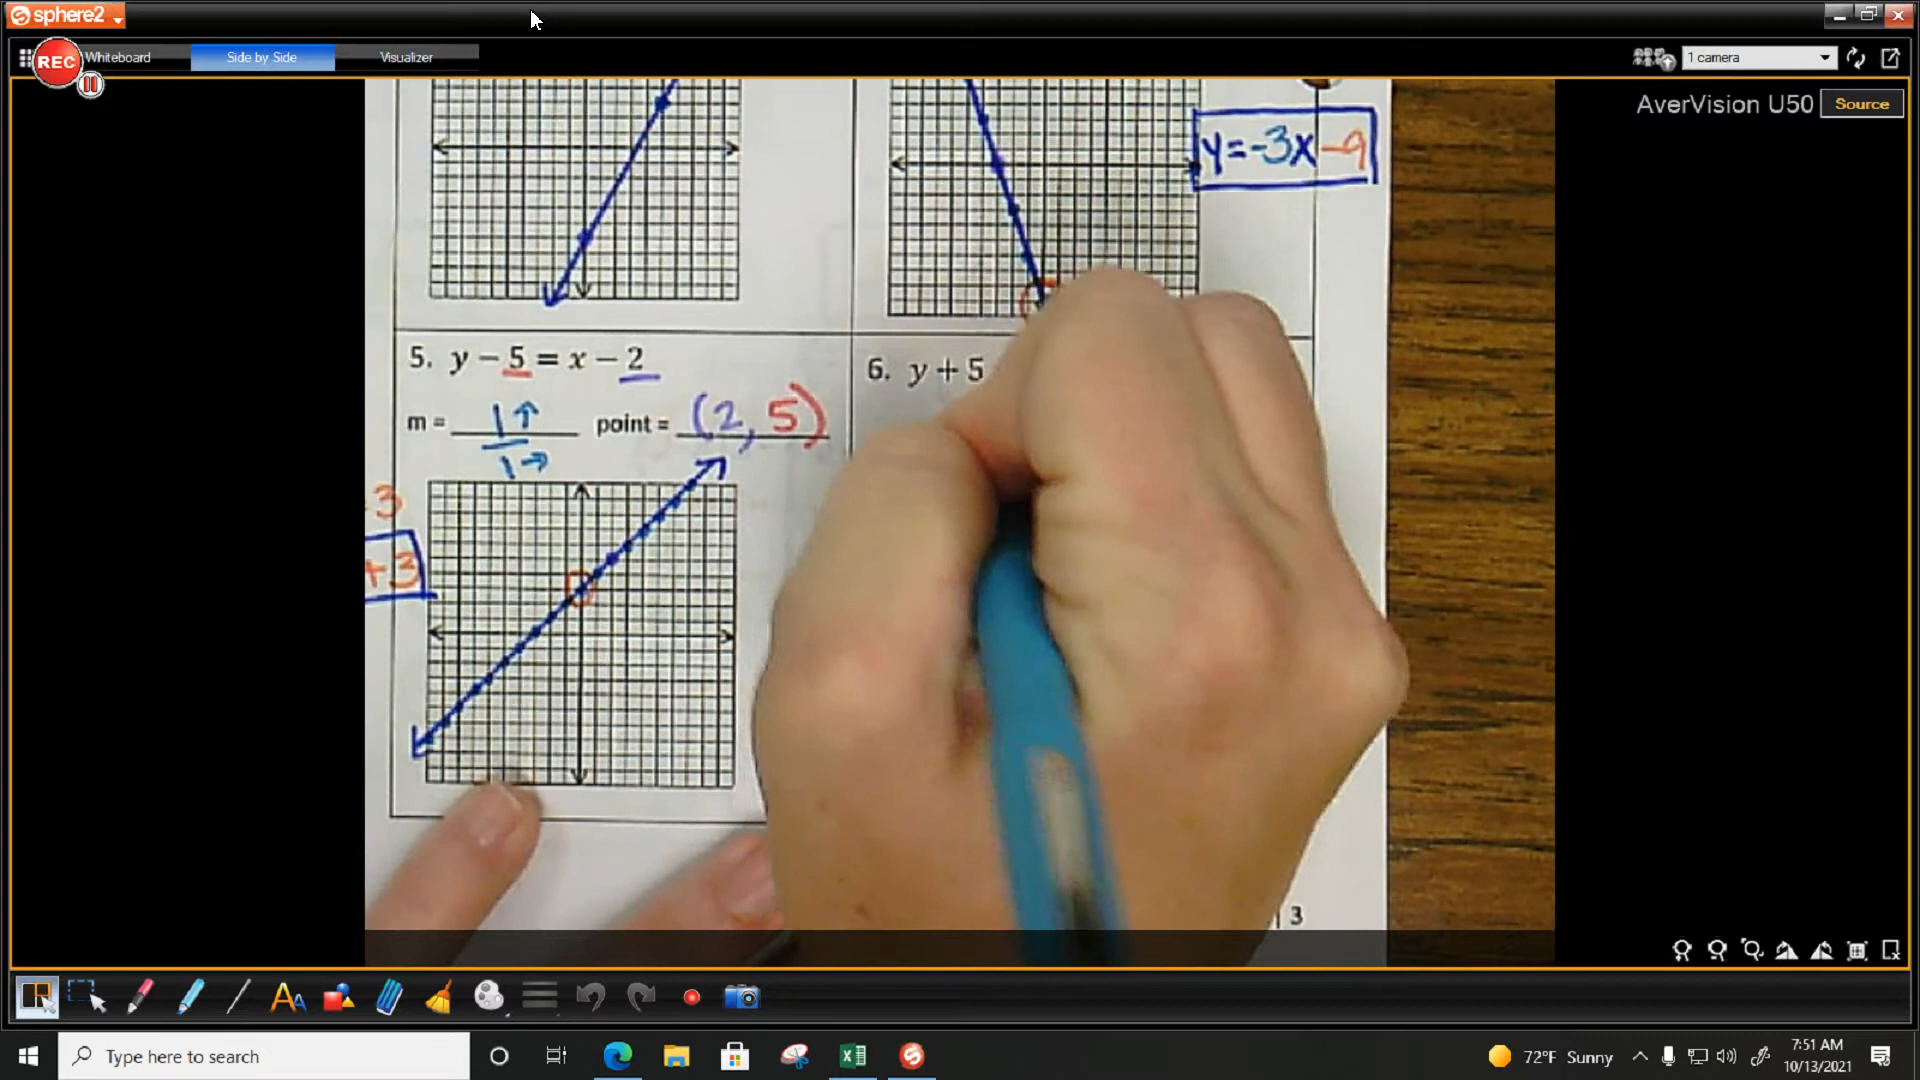 sphere2
REC
Whiteboard
Side by Side
Visualizer
1 camera
AverVision U50
Source
y=-3x-9
5. y − 5 = x − 2
6. y + 5
m = 1↑
1→
point = (2, 5)
3
+3
3
Type here to search
72°F Sunny
7:51 AM
10/13/2021